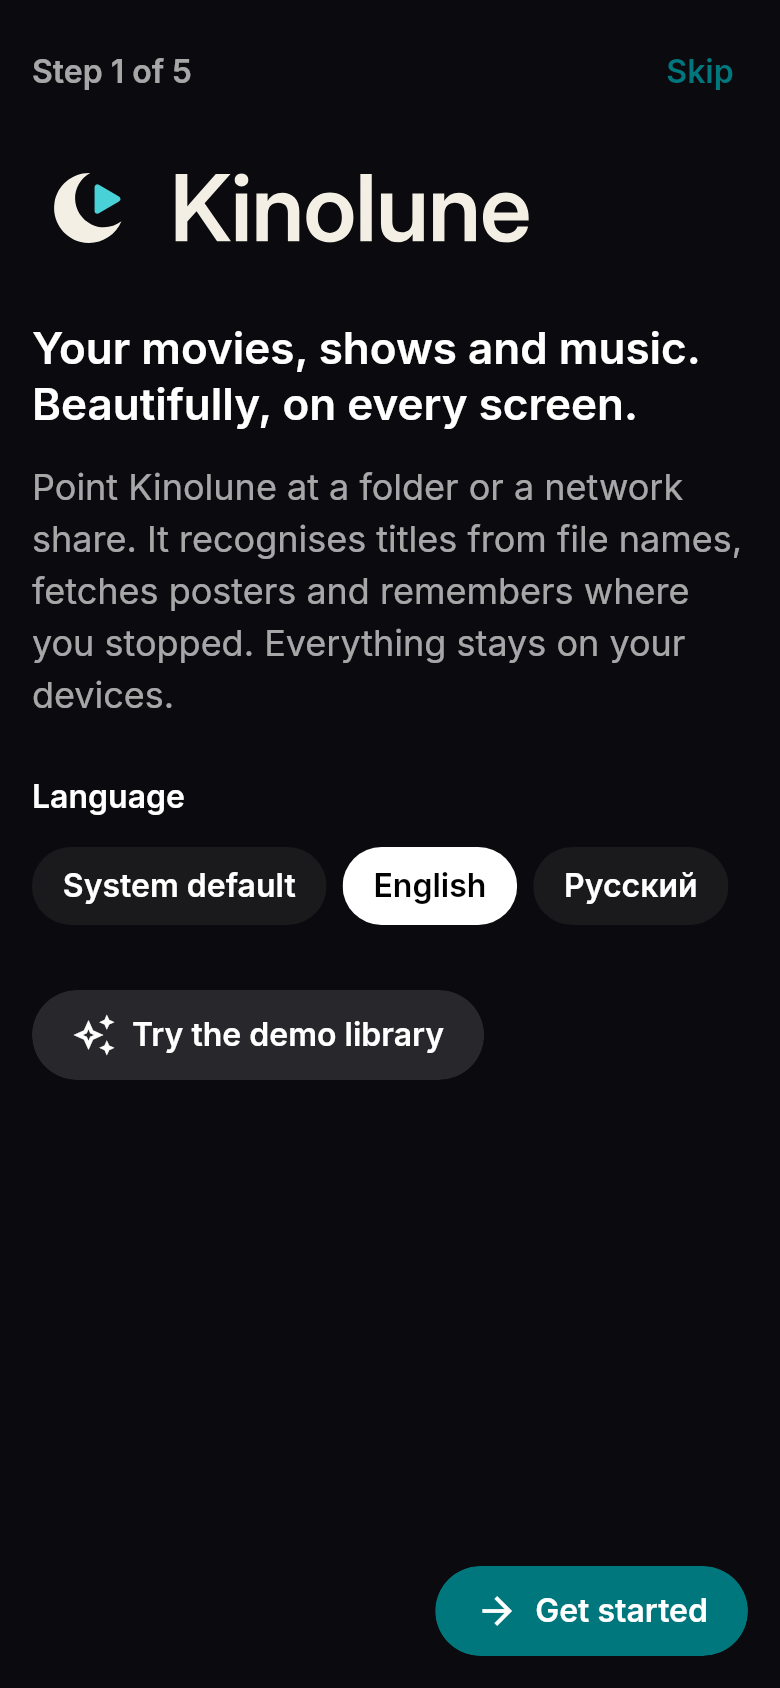 Step 1 of 5
Skip
Kinolune
Your movies, shows and music.
Beautifully, on every screen.
Point Kinolune at a folder or a network
share. It recognises titles from file names,
fetches posters and remembers where
you stopped. Everything stays on your
devices.
Language
System default
English
Русский
Try the demo library
Get started